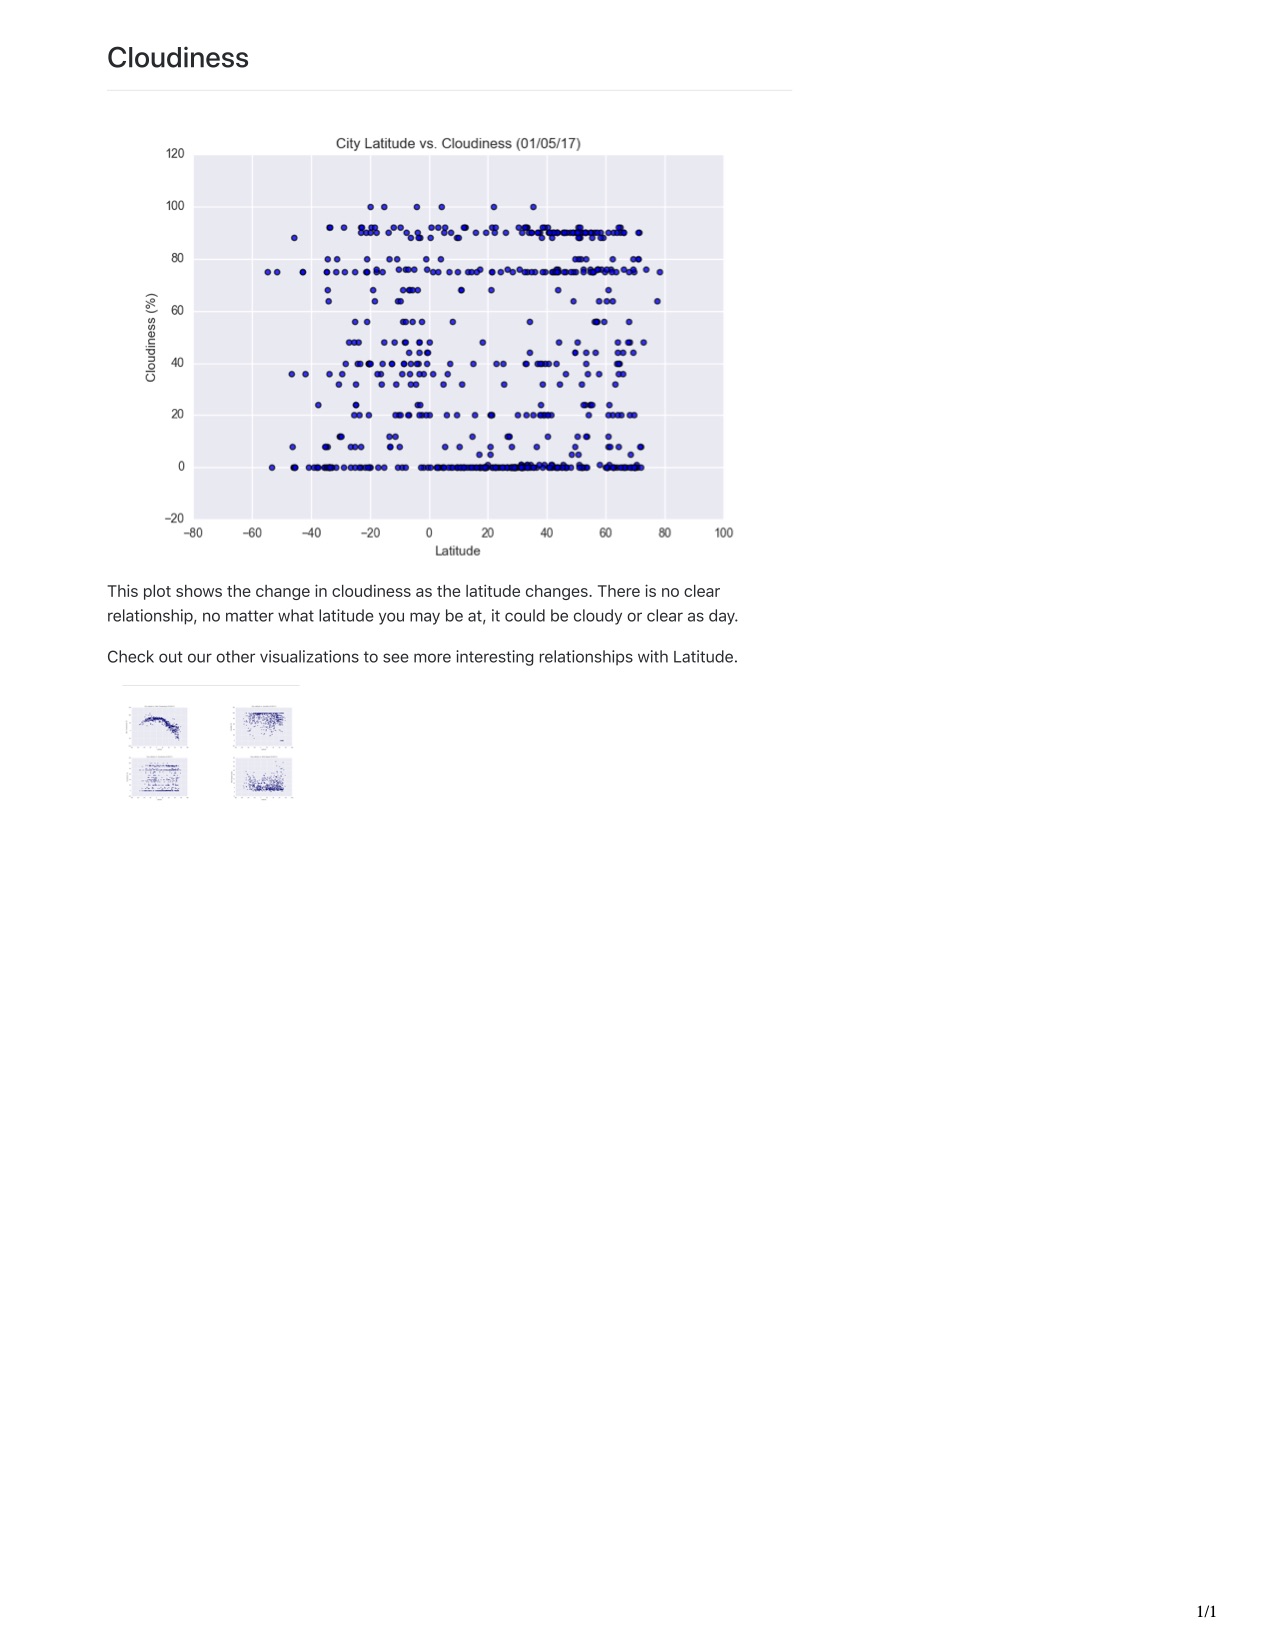 Cloudiness
City Latitude vs. Cloudiness (01/05/17)
120
100
80
60
40
20
0
−20
Cloudiness (%)
−80 −60 −40 −20 0 20 40 60 80 100
Latitude
This plot shows the change in cloudiness as the latitude changes. There is no clear
relationship, no matter what latitude you may be at, it could be cloudy or clear as day.
Check out our other visualizations to see more interesting relationships with Latitude.
1/1